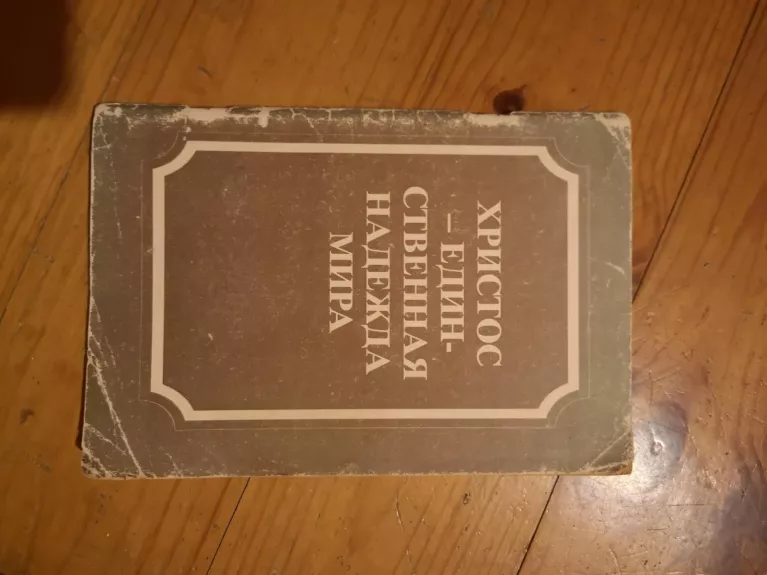 ХРИСТОС
– ЕДИН-
СТВЕННАЯ
НАДЕЖДА
МИРА